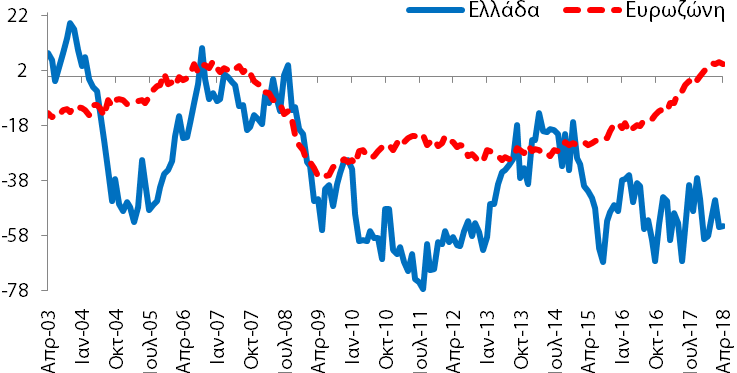 Ελλάδα Ευρωζώνη
22
2
-18
-38
-58
-78
Απρ-03
Ιαν-04
Οκτ-04
Ιουλ-05
Απρ-06
Ιαν-07
Οκτ-07
Ιουλ-08
Απρ-09
Ιαν-10
Οκτ-10
Ιουλ-11
Απρ-12
Ιαν-13
Οκτ-13
Ιουλ-14
Απρ-15
Ιαν-16
Οκτ-16
Ιουλ-17
Απρ-18